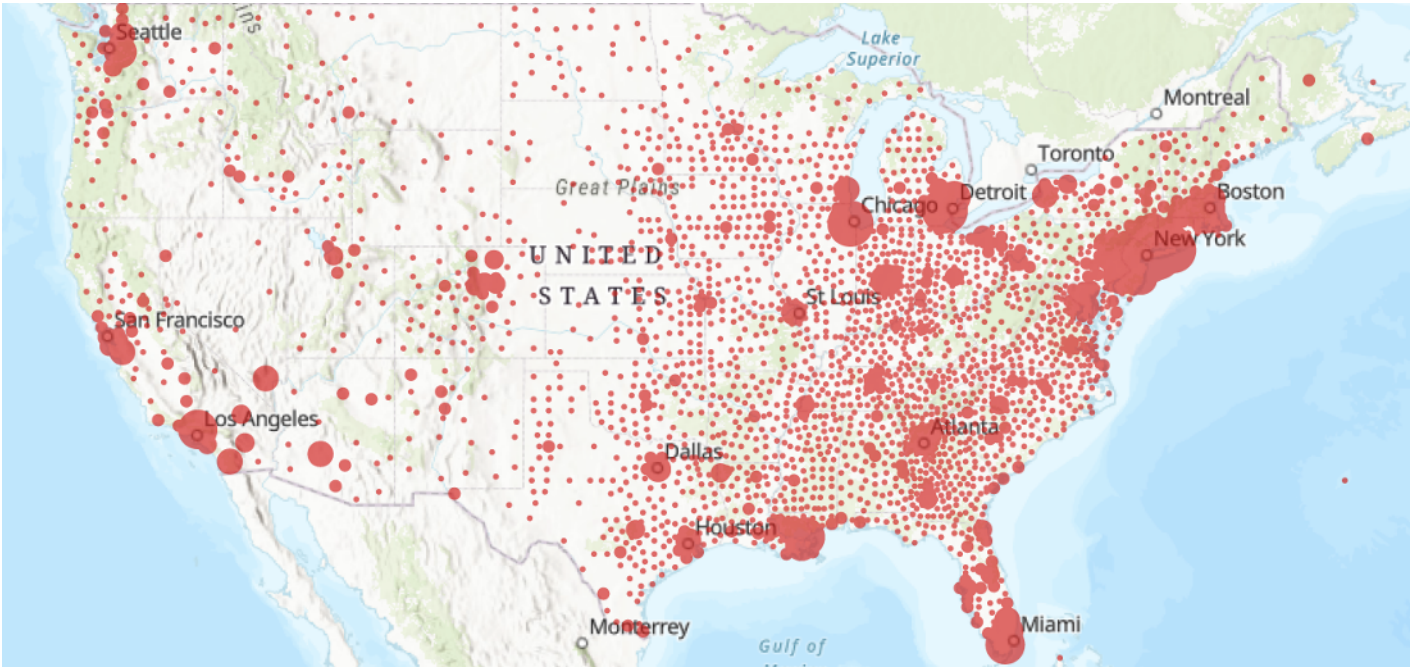 Seattle
ins
Lake
Superior
Montreal
Toronto
Great Plains
Detroit
Boston
Chicago
New York
UNITED
STATES
St Louis
San Francisco
Los Angeles
Atlanta
Dallas
Houston
Monterrey
Miami
Gulf of